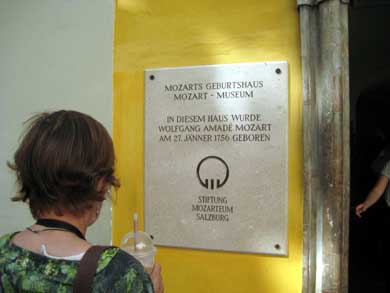 MOZARTS GEBURTSHAUS
MOZART - MUSEUM
IN DIESEM HAUS WURDE
WOLFGANG AMADE MOZART
AM 27. JÄNNER 1756 GEBOREN
STIFTUNG
MOZARTEUM
SALZBURG